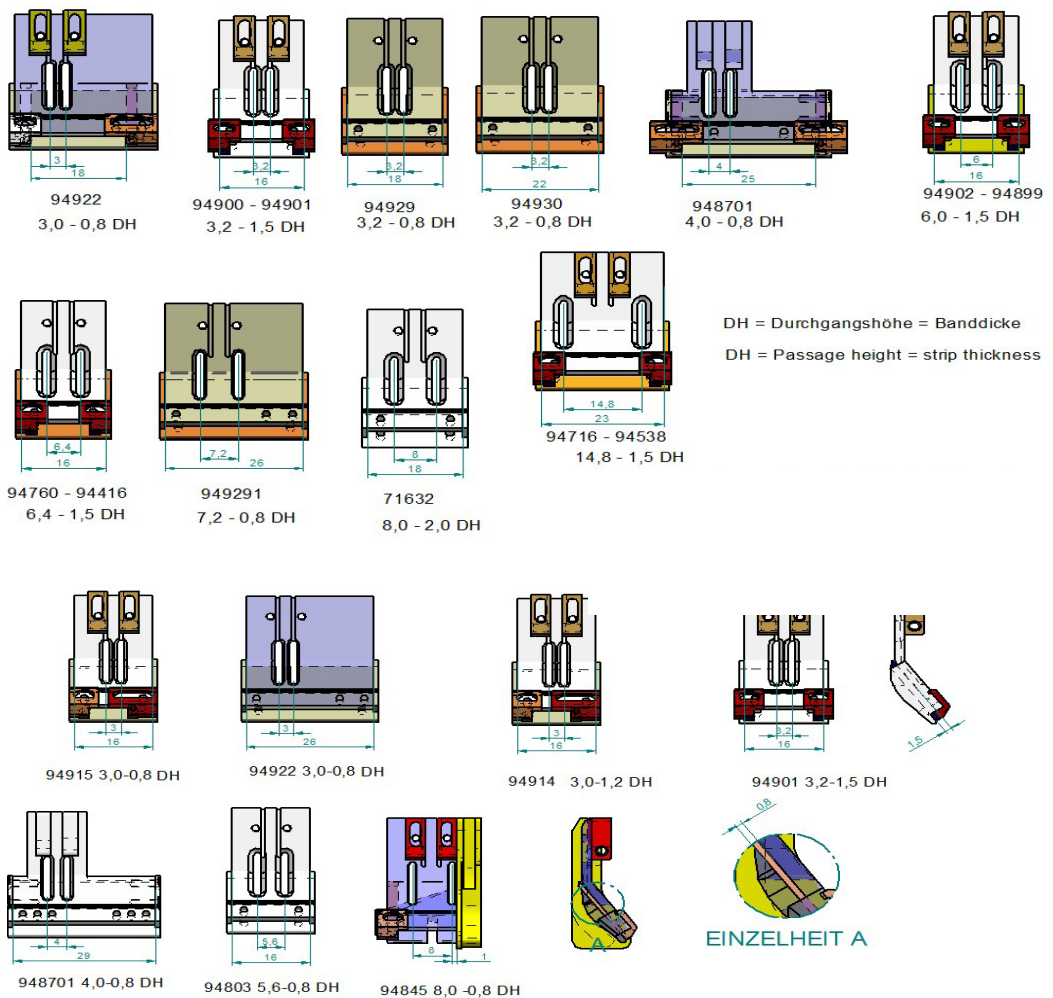 3
18
94922
3,0 - 0,8 DH
3,2
16
94900 - 94901
3,2 - 1,5 DH
3,2
18
94929
3,2 - 0,8 DH
3,2
22
94930
3,2 - 0,8 DH
4
25
948701
4,0 - 0,8 DH
6
16
94902 - 94899
6,0 - 1,5 DH
6,4
16
94760 - 94416
6,4 - 1,5 DH
7,2
26
949291
7,2 - 0,8 DH
8
18
71632
8,0 - 2,0 DH
14,8
23
94716 - 94538
14,8 - 1,5 DH
DH = Durchgangshöhe = Banddicke
DH = Passage height = strip thickness
3
16
94915 3,0-0,8 DH
3
26
94922 3,0-0,8 DH
3
16
94914 3,0-1,2 DH
3,2
16
94901 3,2-1,5 DH
1,5
4
29
948701 4,0-0,8 DH
5,6
16
94803 5,6-0,8 DH
8
1
94845 8,0 -0,8 DH
A
0,8
EINZELHEIT A